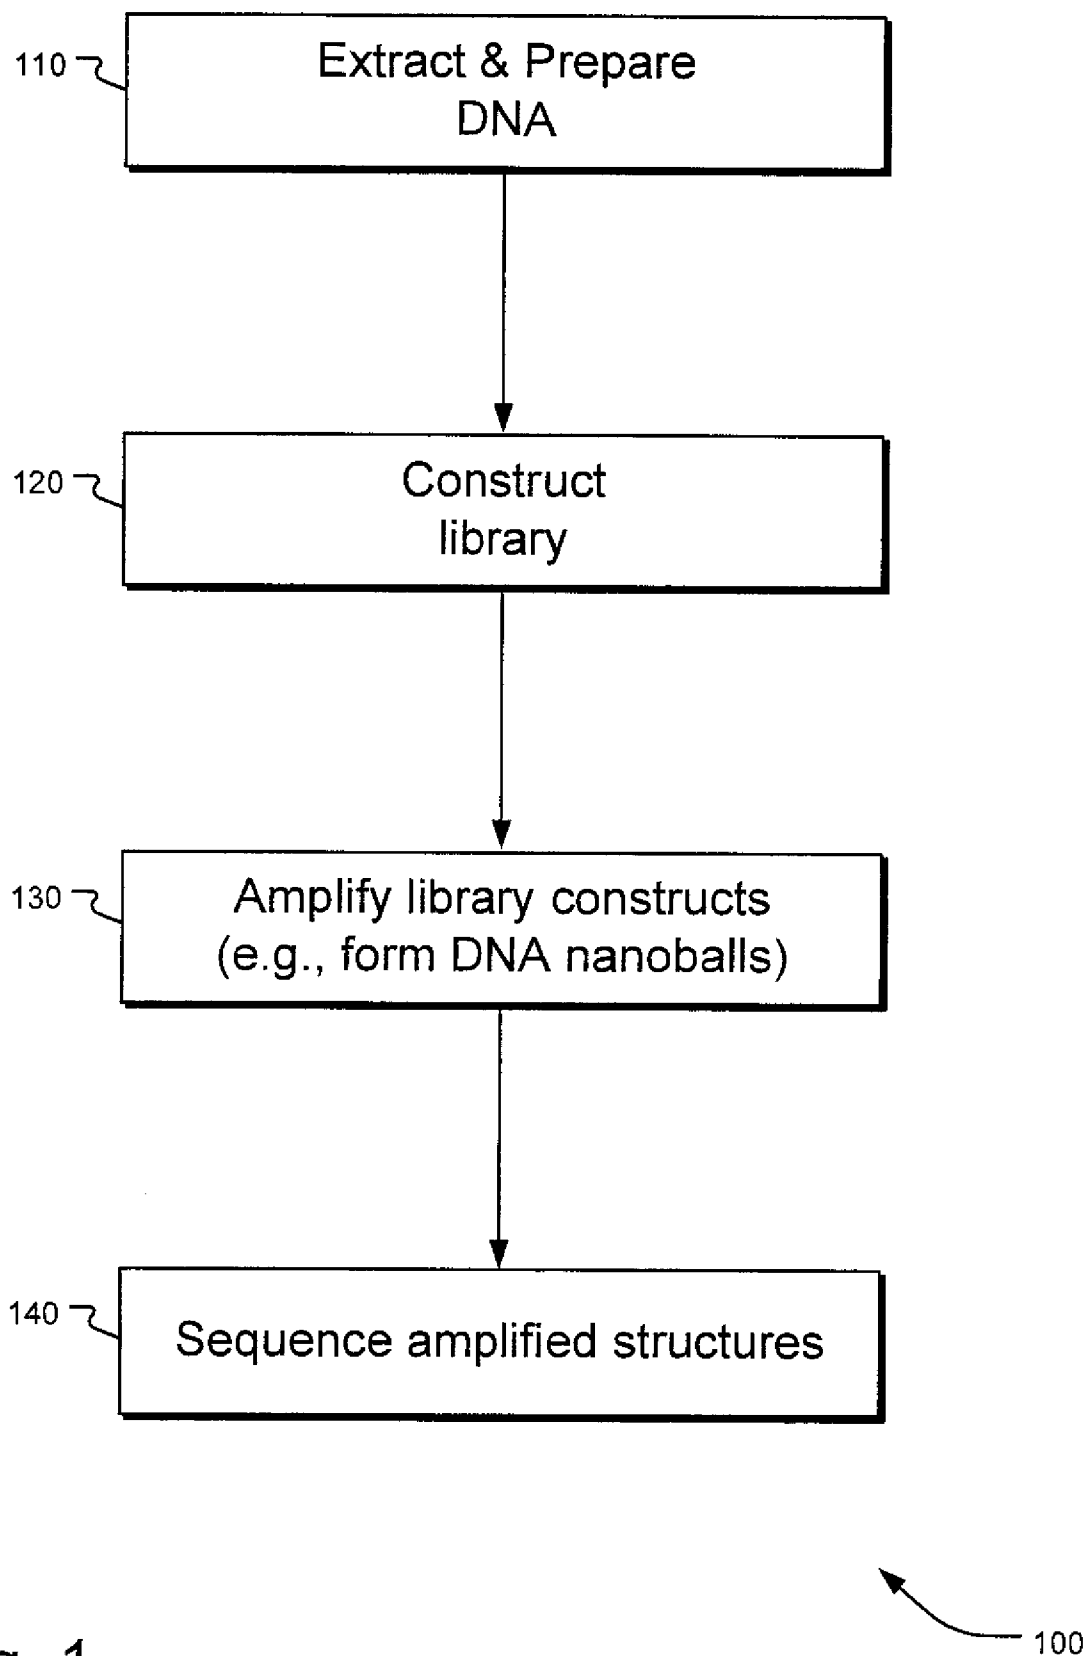 110
Extract & Prepare
DNA
120
Construct
library
130
Amplify library constructs
(e.g., form DNA nanoballs)
140
Sequence amplified structures
100